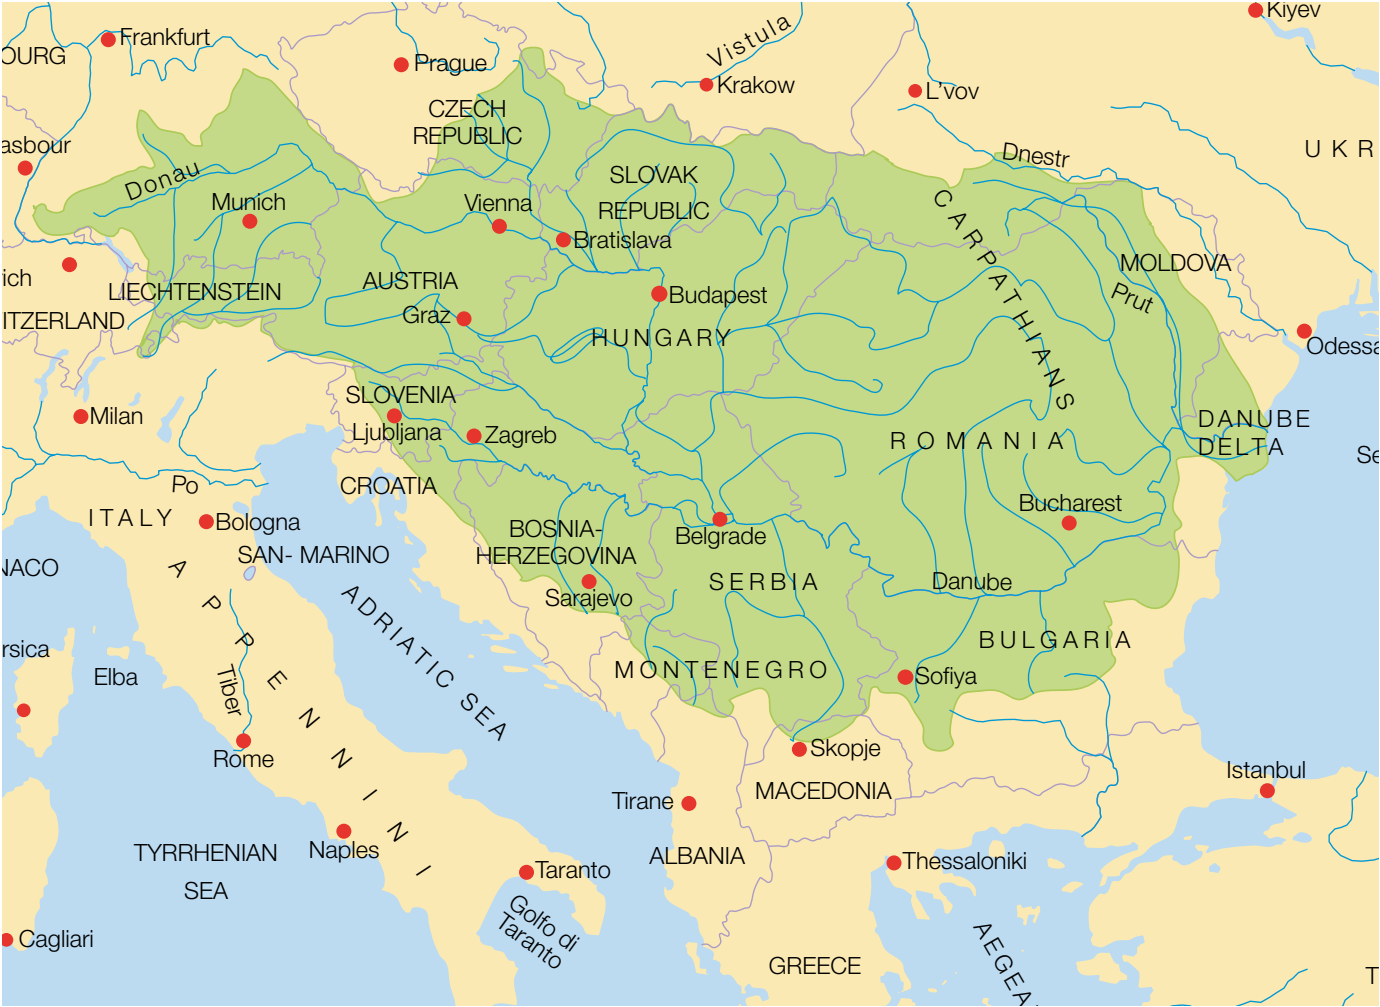 Kiyev
Frankfurt
Vistula
OURG
Prague
Krakow
L'vov
CZECH
REPUBLIC
asbour
Dnestr
UKR
Donau
SLOVAK
REPUBLIC
Munich
Vienna
CARPATHIANS
Bratislava
MOLDOVA
ich
LIECHTENSTEIN
AUSTRIA
Budapest
Prut
ITZERLAND
Graz
HUNGARY
Odessa
SLOVENIA
Milan
Ljubljana
Zagreb
ROMANIA
DANUBE
DELTA
Se
Po
CROATIA
ITALY
Bologna
Bucharest
SAN- MARINO
BOSNIA-
HERZEGOVINA
Belgrade
NACO
APPENNINI
ADRIATIC SEA
Sarajevo
SERBIA
Danube
rsica
Elba
Tiber
MONTENEGRO
BULGARIA
Sofiya
Rome
Skopje
Istanbul
Tirane
MACEDONIA
TYRRHENIAN
SEA
Naples
ALBANIA
Taranto
Thessaloniki
Golfo di
Taranto
Cagliari
AEGEA
GREECE
T